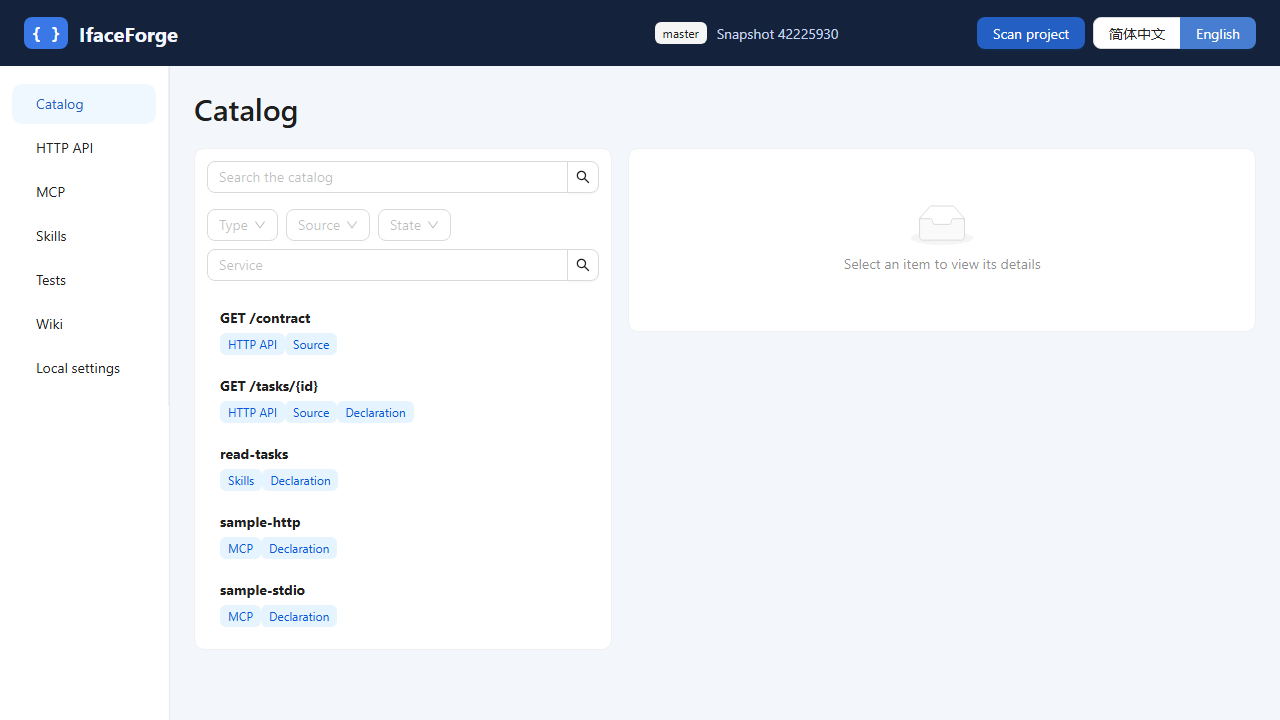 { } IfaceForge
master Snapshot 42225930
Scan project
简体中文 English
Catalog
HTTP API
MCP
Skills
Tests
Wiki
Local settings
Catalog
Search the catalog
Type Source State
Service
GET /contract
HTTP API Source
GET /tasks/{id}
HTTP API Source Declaration
read-tasks
Skills Declaration
sample-http
MCP Declaration
sample-stdio
MCP Declaration
Select an item to view its details